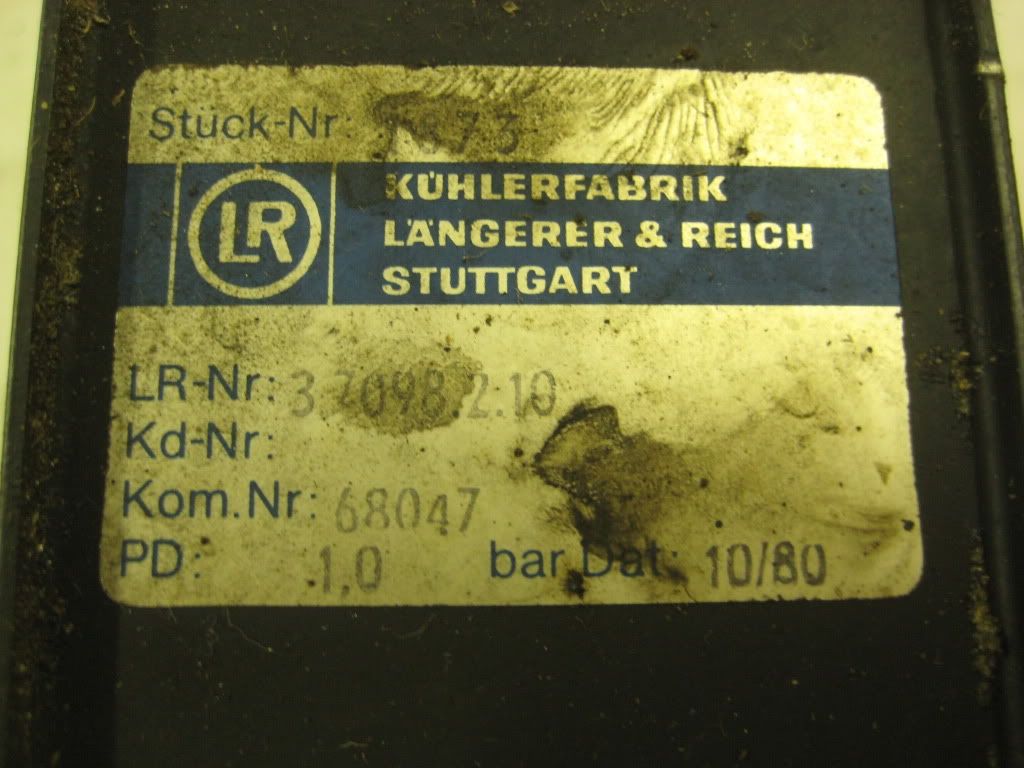 Stück-Nr:
LR
KÜHLERFABRIK
LÄNGERER & REICH
STUTTGART
LR-Nr: 3 7098.2.10
Kd-Nr:
Kom.Nr: 68047
PD: 1,0 bar Dat.: 10/80